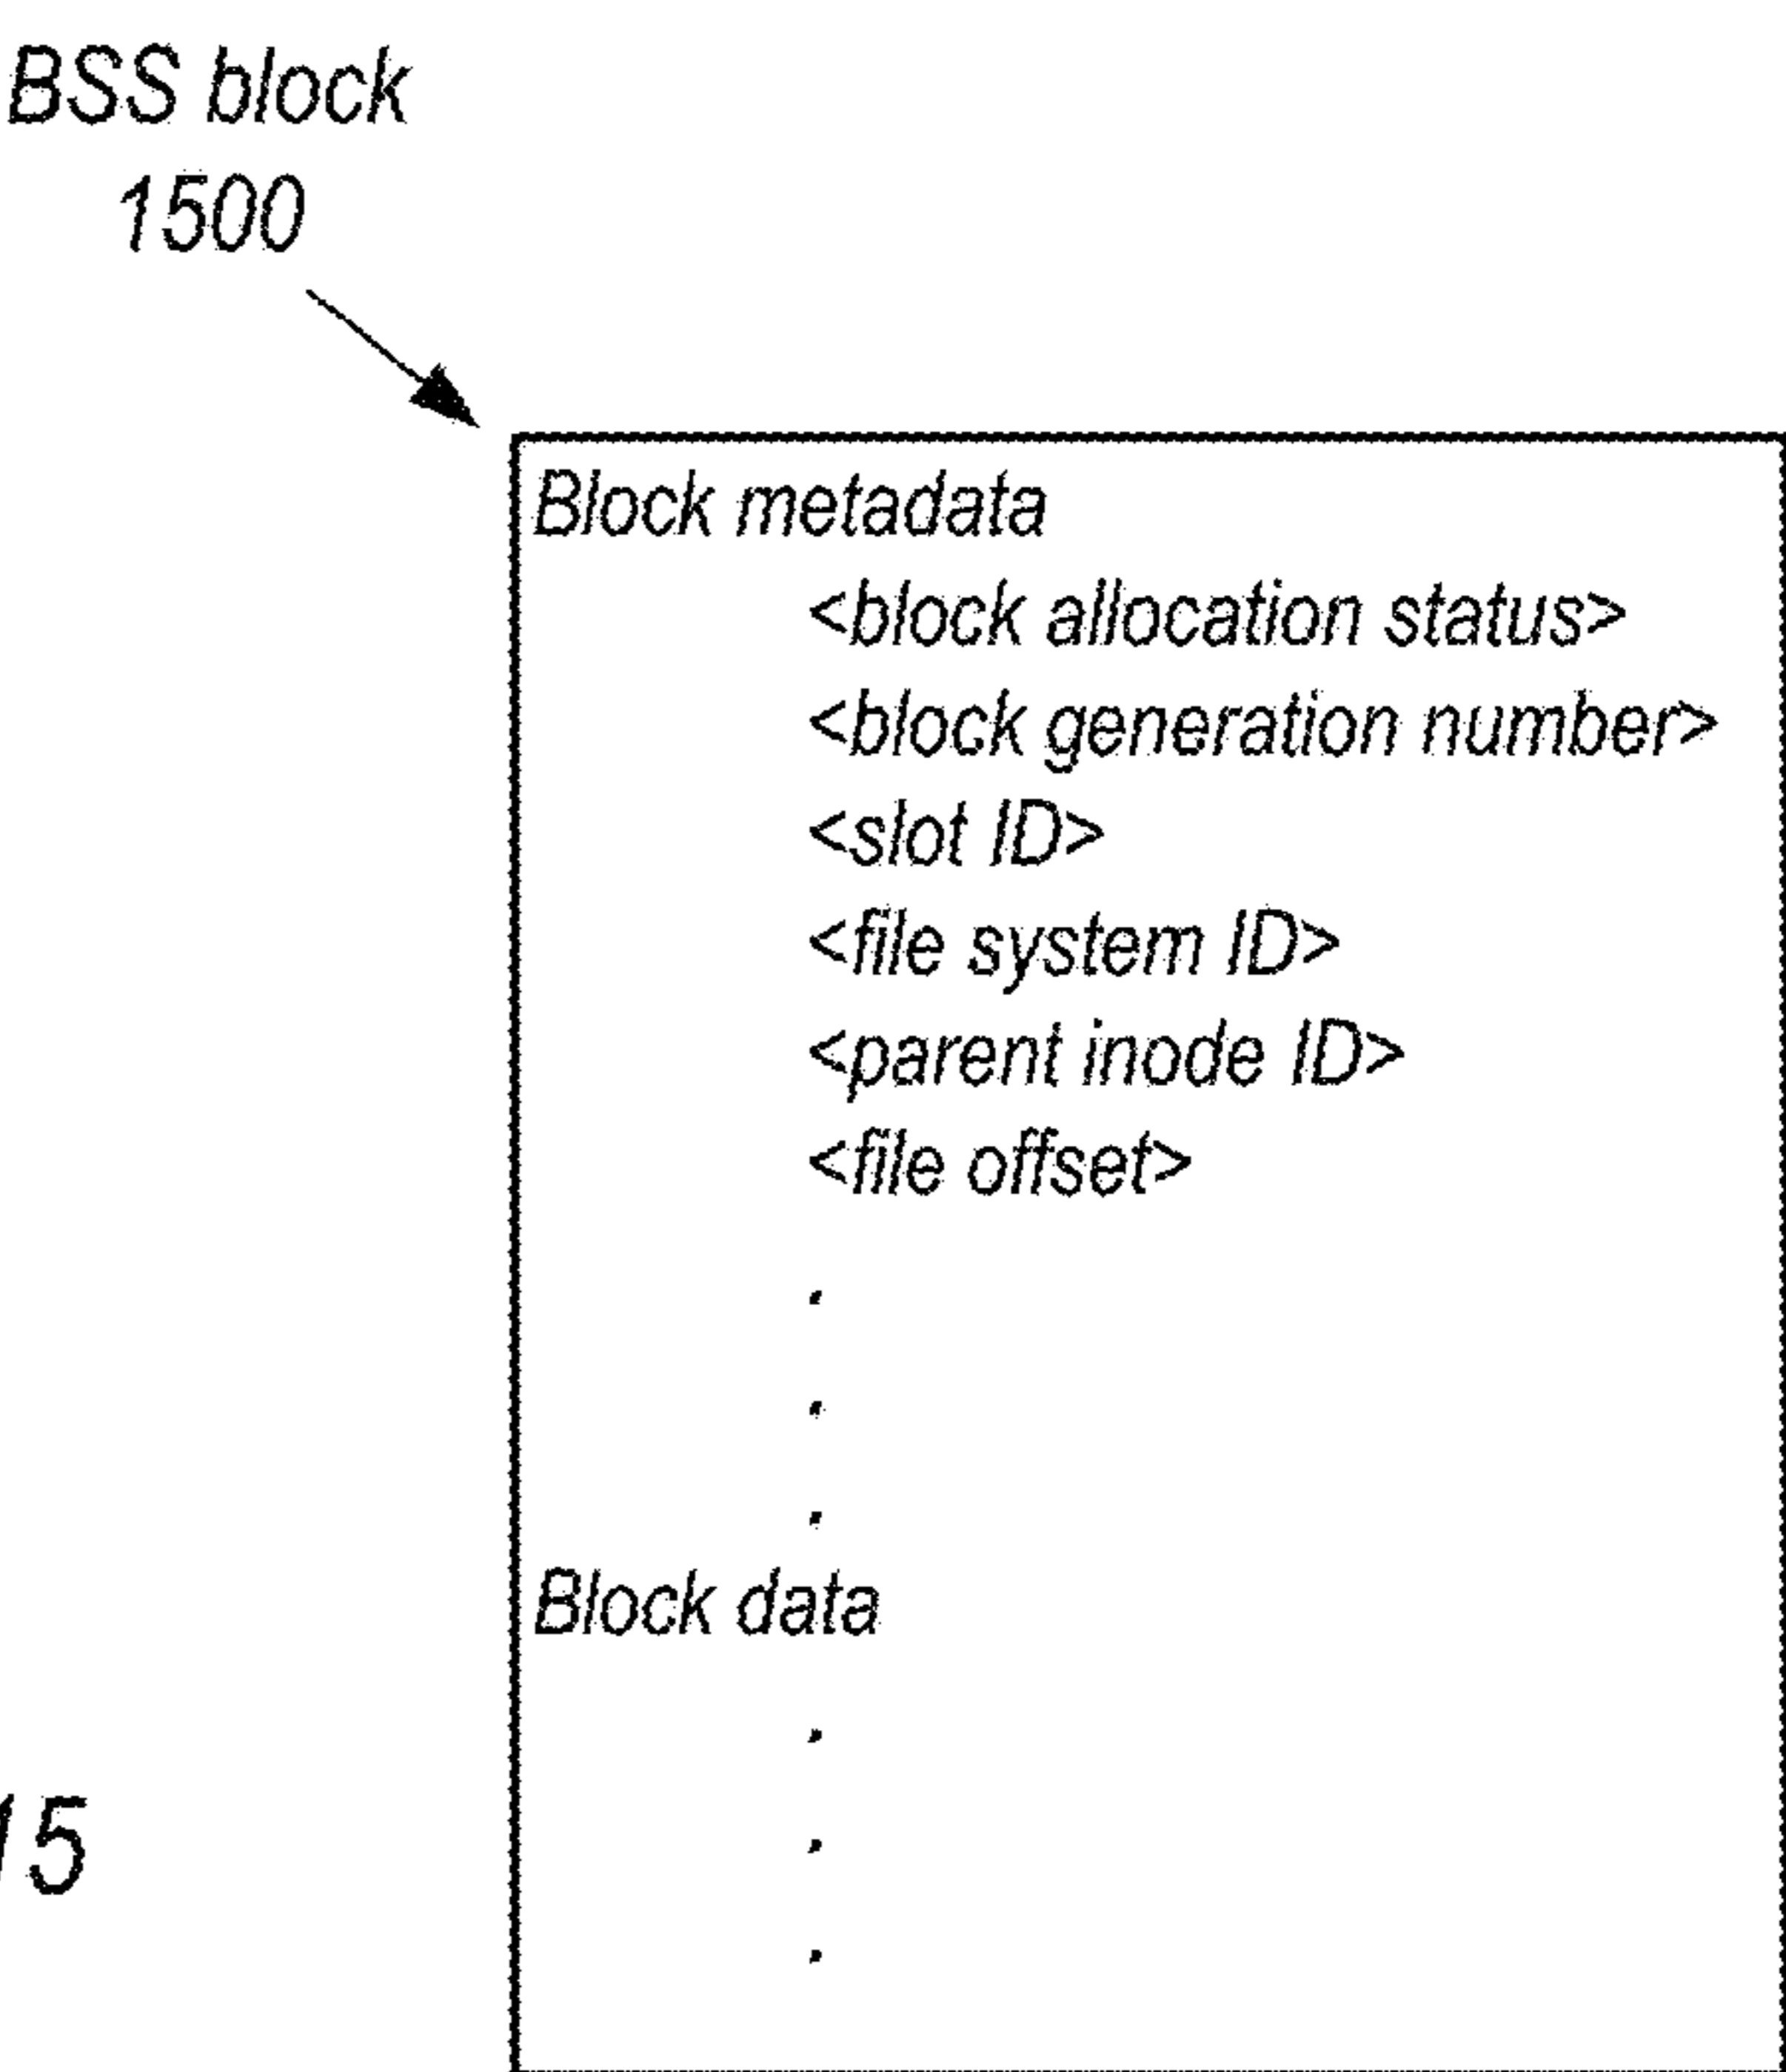 BSS block
1500
Block metadata
<block allocation status>
<block generation number>
<slot ID>
<file system ID>
<parent inode ID>
<file offset>
.
.
.
Block data
.
.
.
15